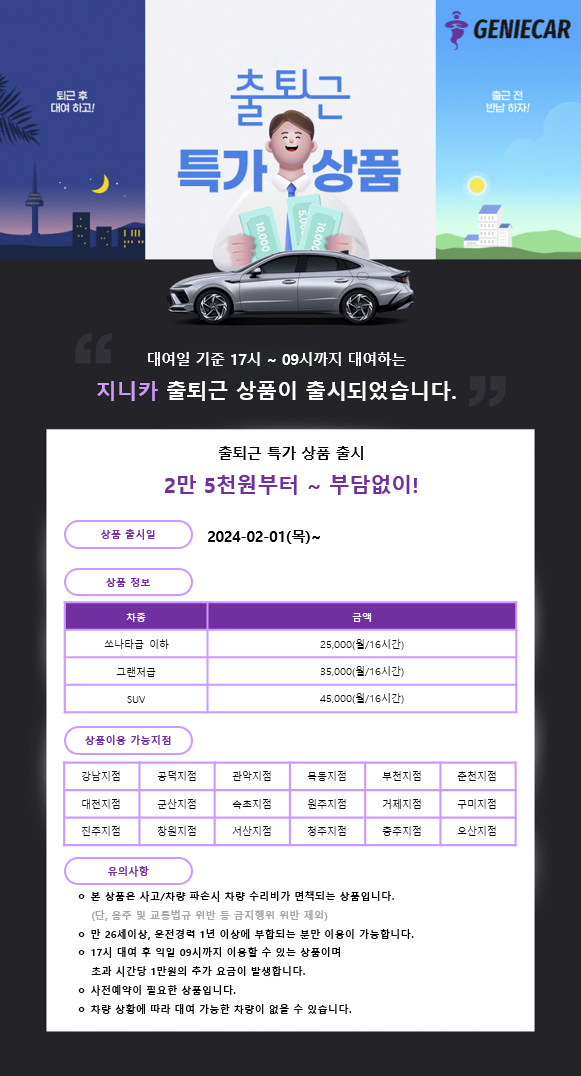 GENIECAR
퇴근 후
대여 하고!
출근 전
반납 하자!
출퇴근
특가 상품
10,000
5,000
10,000
대여일 기준 17시 ~ 09시까지 대여하는
지니카 출퇴근 상품이 출시되었습니다.
출퇴근 특가 상품 출시
2만 5천원부터 ~ 부담없이!
상품 출시일 2024-02-01(목)~
상품 정보
차종 금액
쏘나타급 이하 25,000(월/16시간)
그랜저급 35,000(월/16시간)
SUV 45,000(월/16시간)
상품이용 가능지점
강남지점 공덕지점 관악지점 목동지점 부천지점 춘천지점
대전지점 군산지점 속초지점 원주지점 거제지점 구미지점
진주지점 창원지점 서산지점 청주지점 충주지점 오산지점
유의사항
본 상품은 사고/차량 파손시 차량 수리비가 면책되는 상품입니다.
(단, 음주 및 교통법규 위반 등 금지행위 위반 제외)
만 26세이상, 운전경력 1년 이상에 부합되는 분만 이용이 가능합니다.
17시 대여 후 익일 09시까지 이용할 수 있는 상품이며
초과 시간당 1만원의 추가 요금이 발생합니다.
사전예약이 필요한 상품입니다.
차량 상황에 따라 대여 가능한 차량이 없을 수 있습니다.